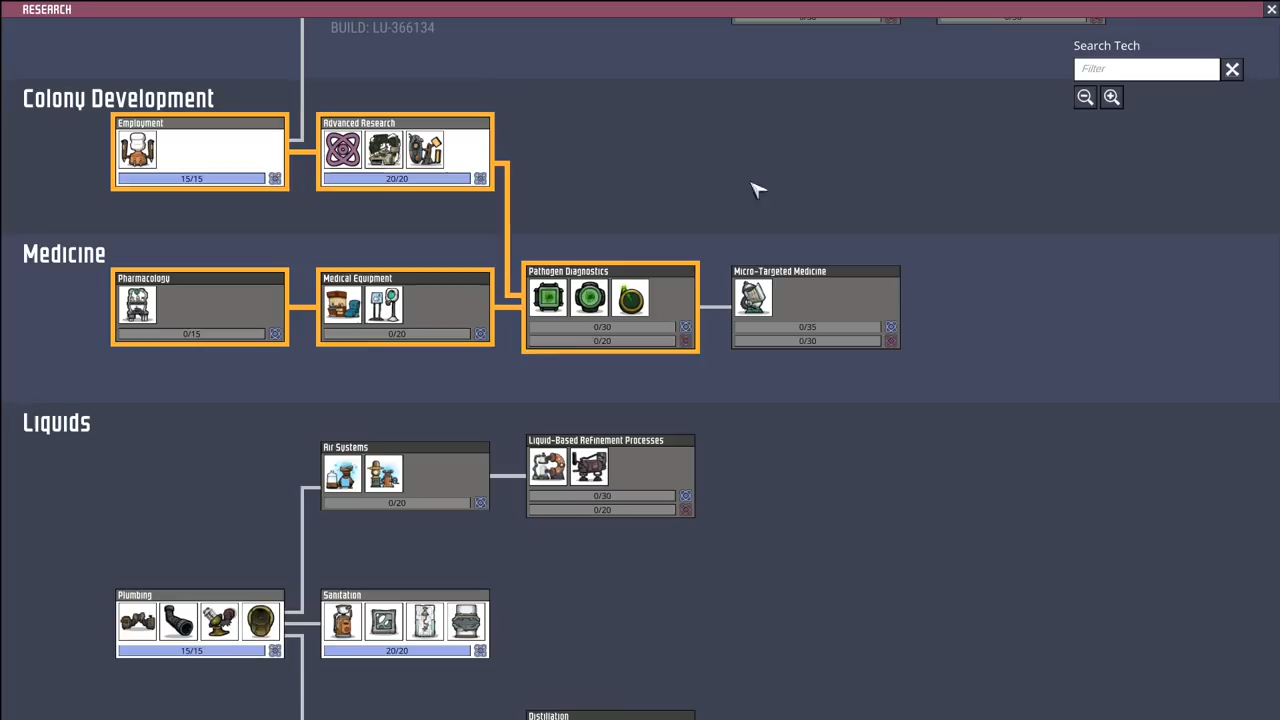 RESEARCH
BUILD: LU-366134
Search Tech
Filter
Colony Development
Employment
15/15
Advanced Research
20/20
Medicine
Pharmacology
0/15
Medical Equipment
0/20
Pathogen Diagnostics
0/30
0/20
Micro-Targeted Medicine
0/35
0/30
Liquids
Air Systems
0/20
Liquid-Based Refinement Processes
0/30
0/20
Plumbing
15/15
Sanitation
20/20
Distillation